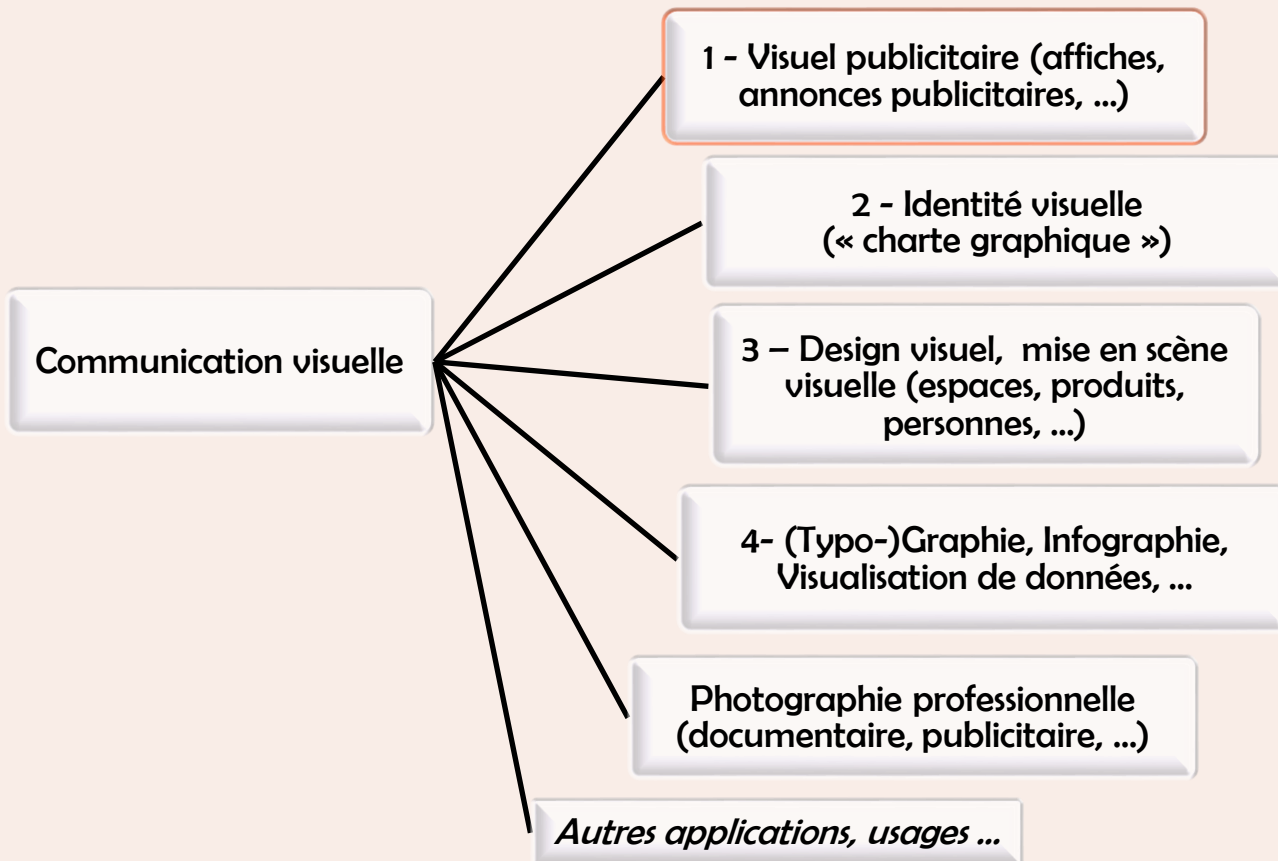 1 - Visuel publicitaire (affiches,
annonces publicitaires, ...)
2 - Identité visuelle
(« charte graphique »)
Communication visuelle
3 – Design visuel, mise en scène
visuelle (espaces, produits,
personnes, ...)
4- (Typo-)Graphie, Infographie,
Visualisation de données, ...
Photographie professionnelle
(documentaire, publicitaire, ...)
Autres applications, usages ...